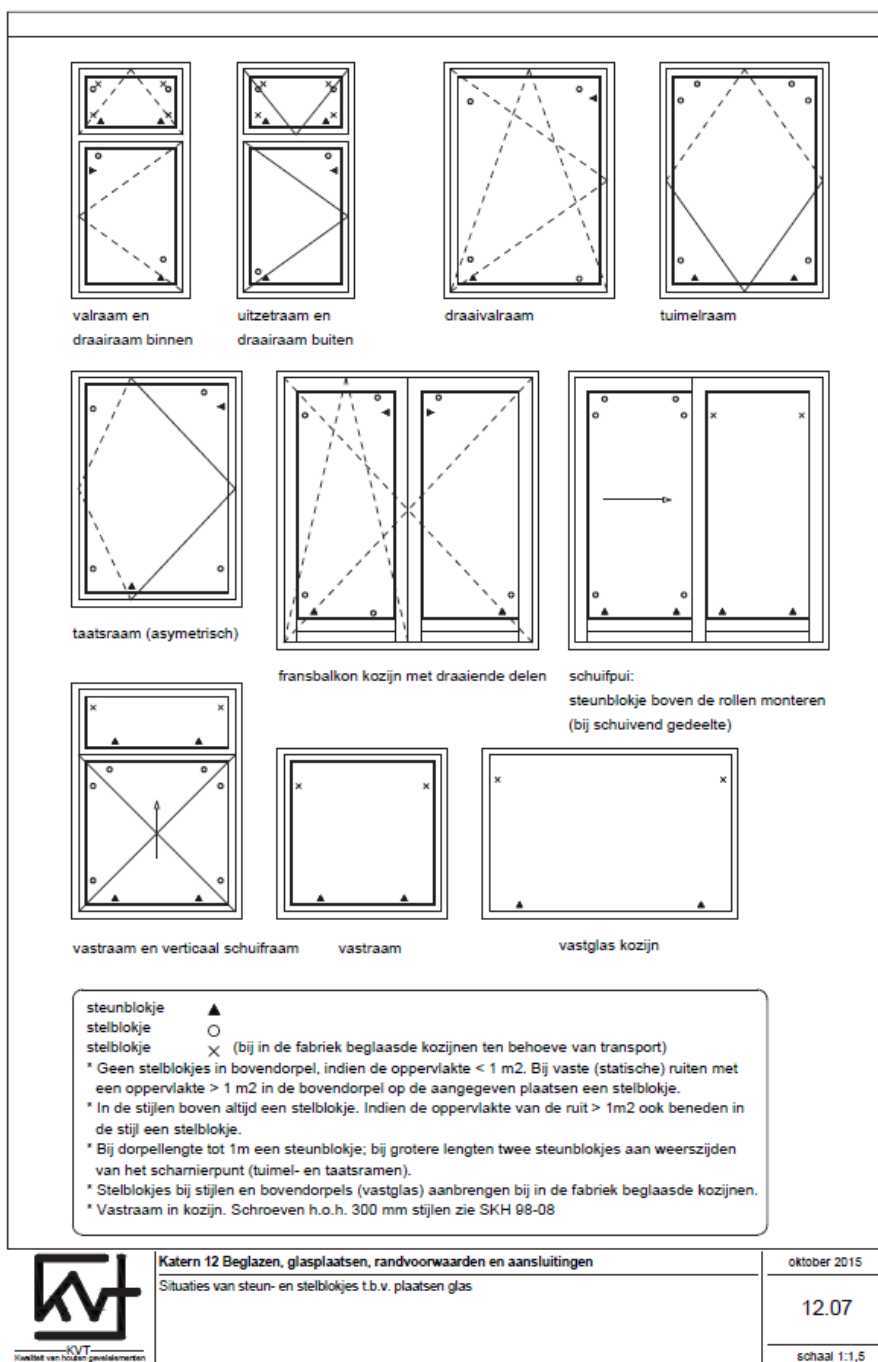 valraam en
draairaam binnen
uitzetraam en
draairaam buiten
draaivalraam
tuimelraam
taatsraam (asymetrisch)
fransbalkon kozijn met draaiende delen
schuifpui:
steunblokje boven de rollen monteren
(bij schuivend gedeelte)
vastraam en verticaal schuifraam
vastraam
vastglas kozijn
steunblokje
stelblokje
stelblokje (bij in de fabriek beglaasde kozijnen ten behoeve van transport)
* Geen stelblokjes in bovendorpel, indien de oppervlakte < 1 m2. Bij vaste (statische) ruiten met
een oppervlakte > 1 m2 in de bovendorpel op de aangegeven plaatsen een stelblokje.
* In de stijlen boven altijd een stelblokje. Indien de oppervlakte van de ruit > 1m2 ook beneden in
de stijl een stelblokje.
* Bij dorpellengte tot 1m een steunblokje; bij grotere lengten twee steunblokjes aan weerszijden
van het scharnierpunt (tuimel- en taatsramen).
* Stelblokjes bij stijlen en bovendorpels (vastglas) aanbrengen bij in de fabriek beglaasde kozijnen.
* Vastraam in kozijn. Schroeven h.o.h. 300 mm stijlen zie SKH 98-08
Katern 12 Beglazen, glasplaatsen, randvoorwaarden en aansluitingen
Situaties van steun- en stelblokjes t.b.v. plaatsen glas
oktober 2015
12.07
schaal 1:1,5
KVT
KVT
Kwaliteit van houten gevelelementen